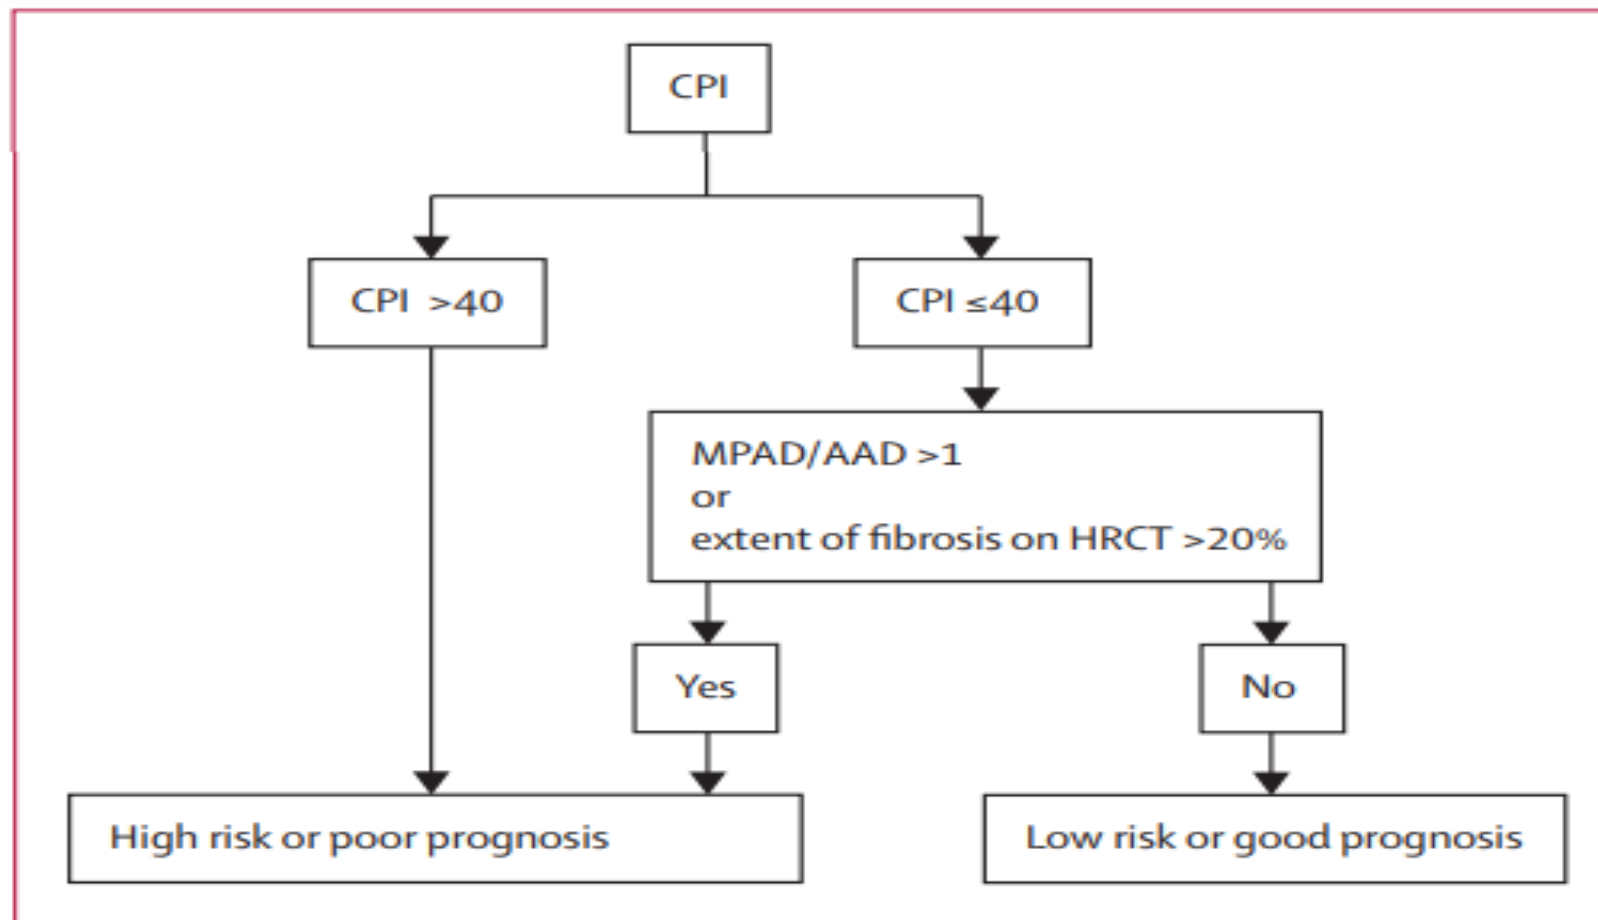 CPI
CPI >40
CPI ≤40
MPAD/AAD >1
or
extent of fibrosis on HRCT >20%
Yes
No
High risk or poor prognosis
Low risk or good prognosis